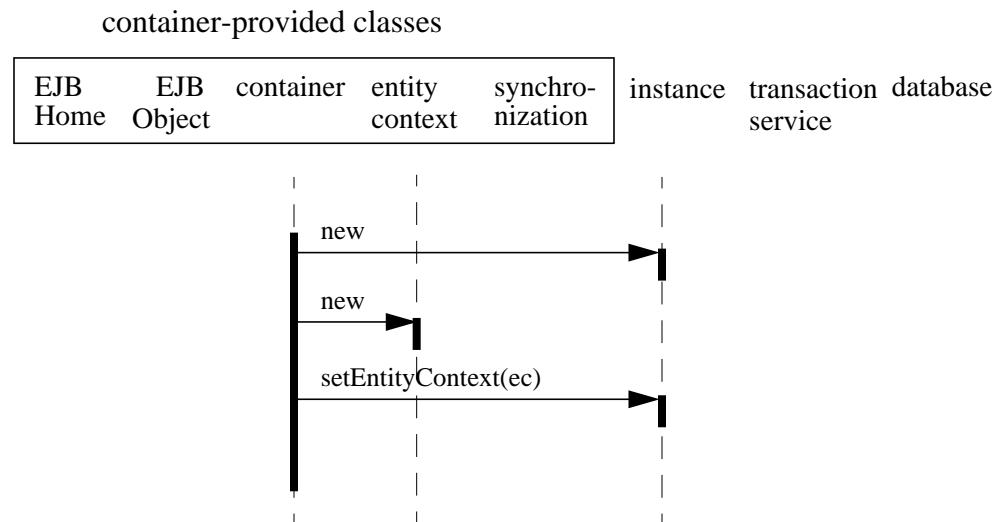 container-provided classes
EJB Home
EJB Object
container
entity context
synchro-
nization
instance
transaction service
database
new
new
setEntityContext(ec)